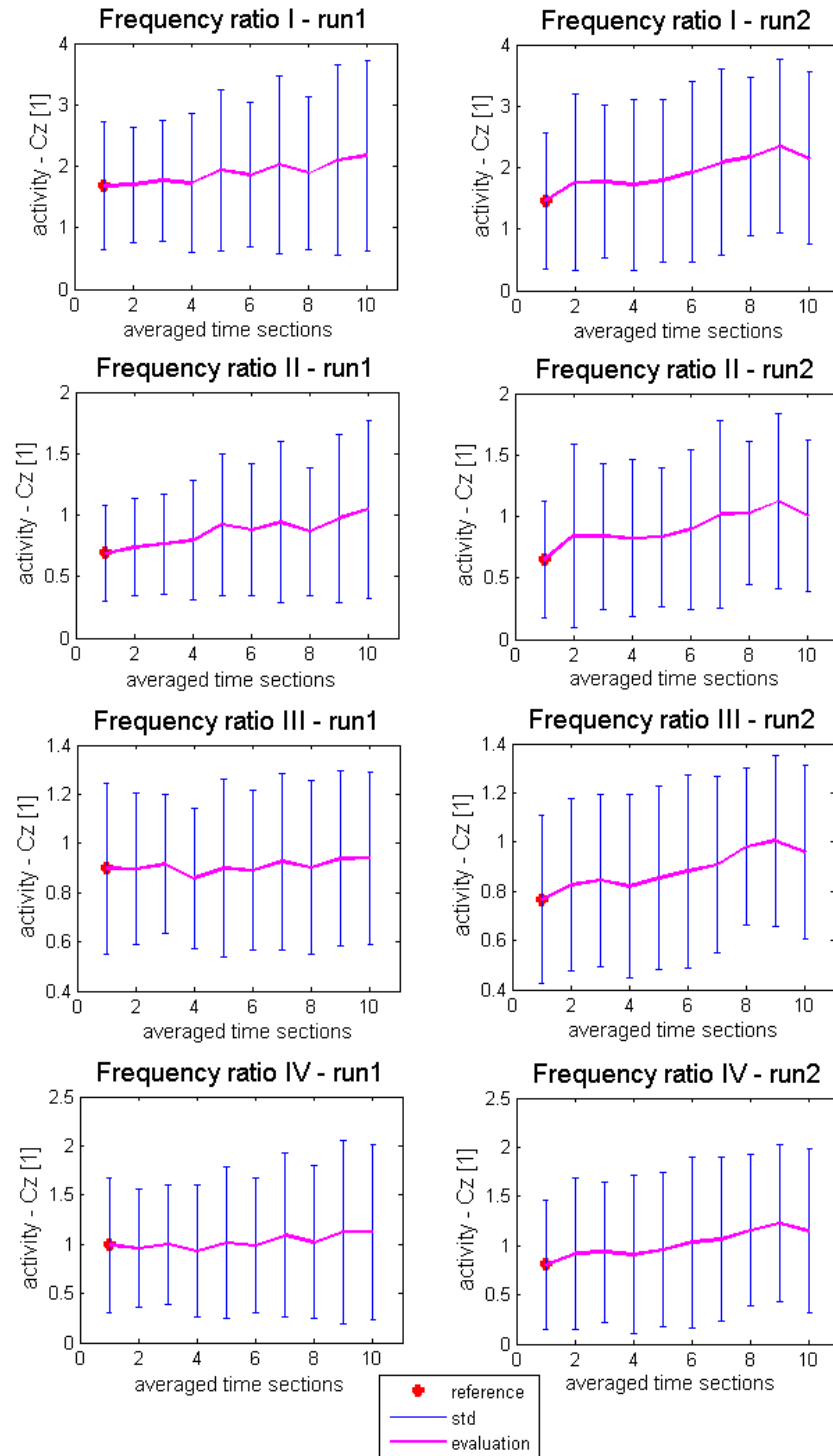 Frequency ratio I - run1
activity - Cz [1]
4
3
2
1
0
0 2 4 6 8 10
averaged time sections
Frequency ratio I - run2
activity - Cz [1]
4
3
2
1
0
0 2 4 6 8 10
averaged time sections
Frequency ratio II - run1
activity - Cz [1]
2
1.5
1
0.5
0
0 2 4 6 8 10
averaged time sections
Frequency ratio II - run2
activity - Cz [1]
2
1.5
1
0.5
0
0 2 4 6 8 10
averaged time sections
Frequency ratio III - run1
activity - Cz [1]
1.4
1.2
1
0.8
0.6
0.4
0 2 4 6 8 10
averaged time sections
Frequency ratio III - run2
activity - Cz [1]
1.4
1.2
1
0.8
0.6
0.4
0 2 4 6 8 10
averaged time sections
Frequency ratio IV - run1
activity - Cz [1]
2.5
2
1.5
1
0.5
0
0 2 4 6 8 10
averaged time sections
Frequency ratio IV - run2
activity - Cz [1]
2.5
2
1.5
1
0.5
0
0 2 4 6 8 10
averaged time sections
reference
std
evaluation